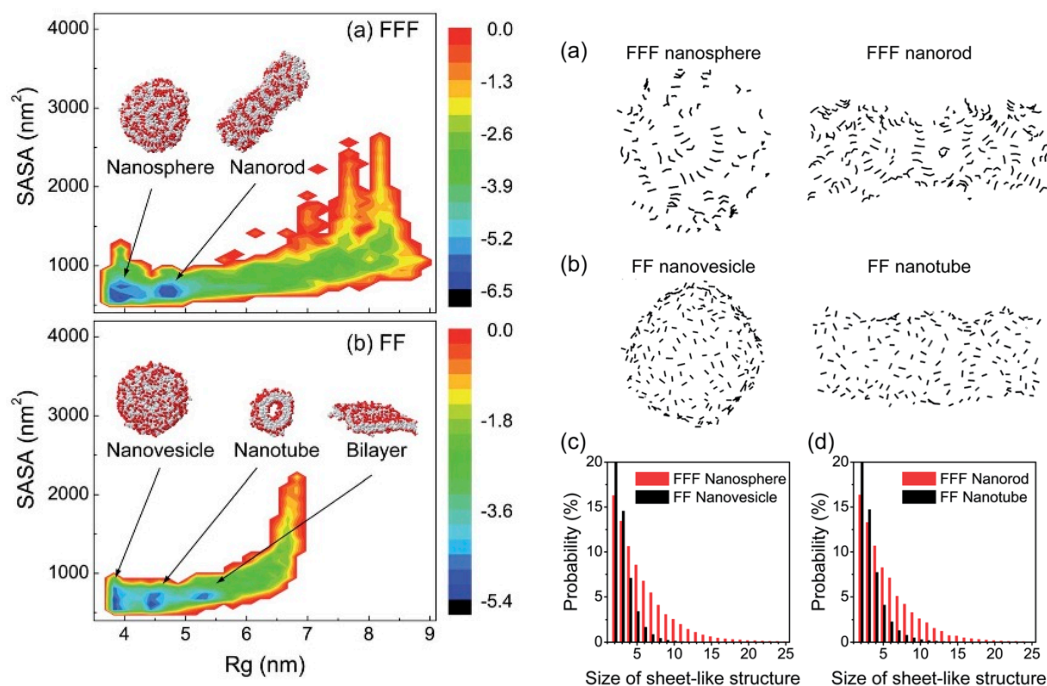 (a) FFF
4000
3000
2000
1000
SASA (nm²)
Nanosphere
Nanorod
0.0
-1.3
-2.6
-3.9
-5.2
-6.5
(b) FF
4000
3000
2000
1000
SASA (nm²)
Nanovesicle
Nanotube
Bilayer
0.0
-1.8
-3.6
-5.4
4 5 6 7 8 9
Rg (nm)
(a)
FFF nanosphere
FFF nanorod
(b)
FF nanovesicle
FF nanotube
(c)
20
15
10
5
0
Probability (%)
FFF Nanosphere
FF Nanovesicle
5 10 15 20 25
Size of sheet-like structure
(d)
20
15
10
5
0
Probability (%)
FFF Nanorod
FF Nanotube
5 10 15 20 25
Size of sheet-like structure